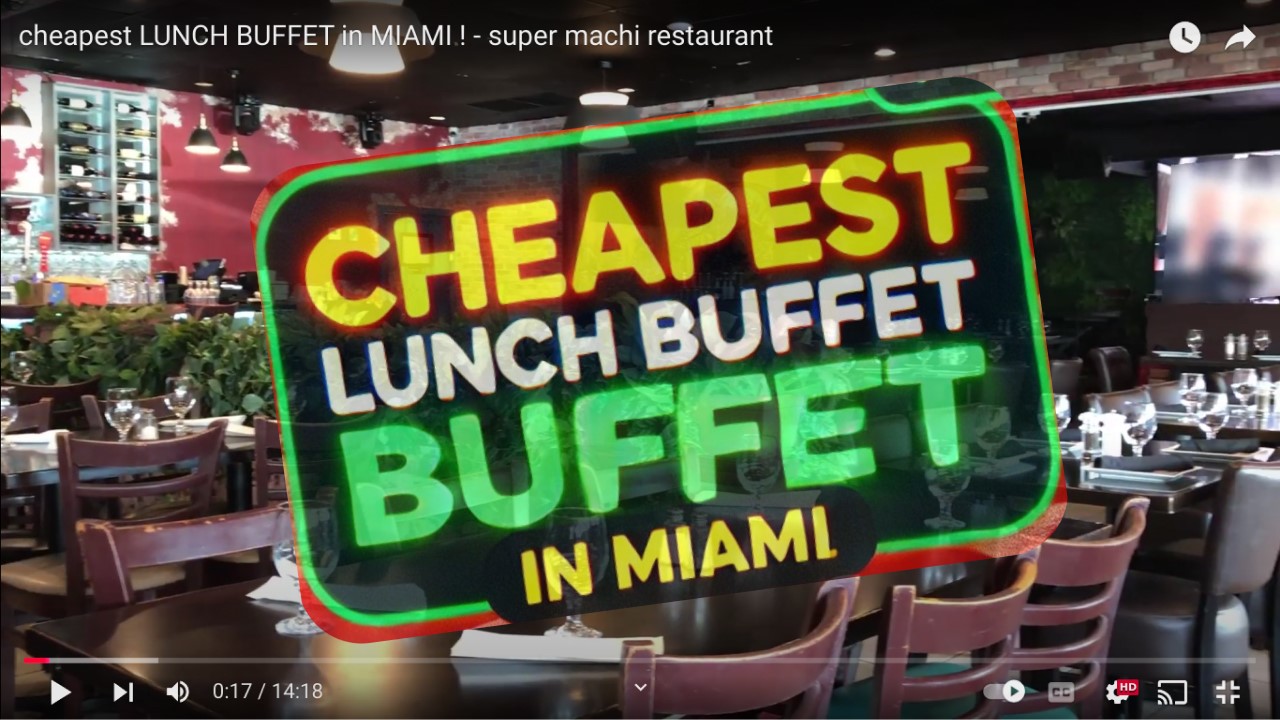 cheapest LUNCH BUFFET in MIAMI ! - super machi restaurant
CHEAPEST
LUNCH BUFFET
BUFFET
IN MIAMI
0:17 / 14:18
CC
HD